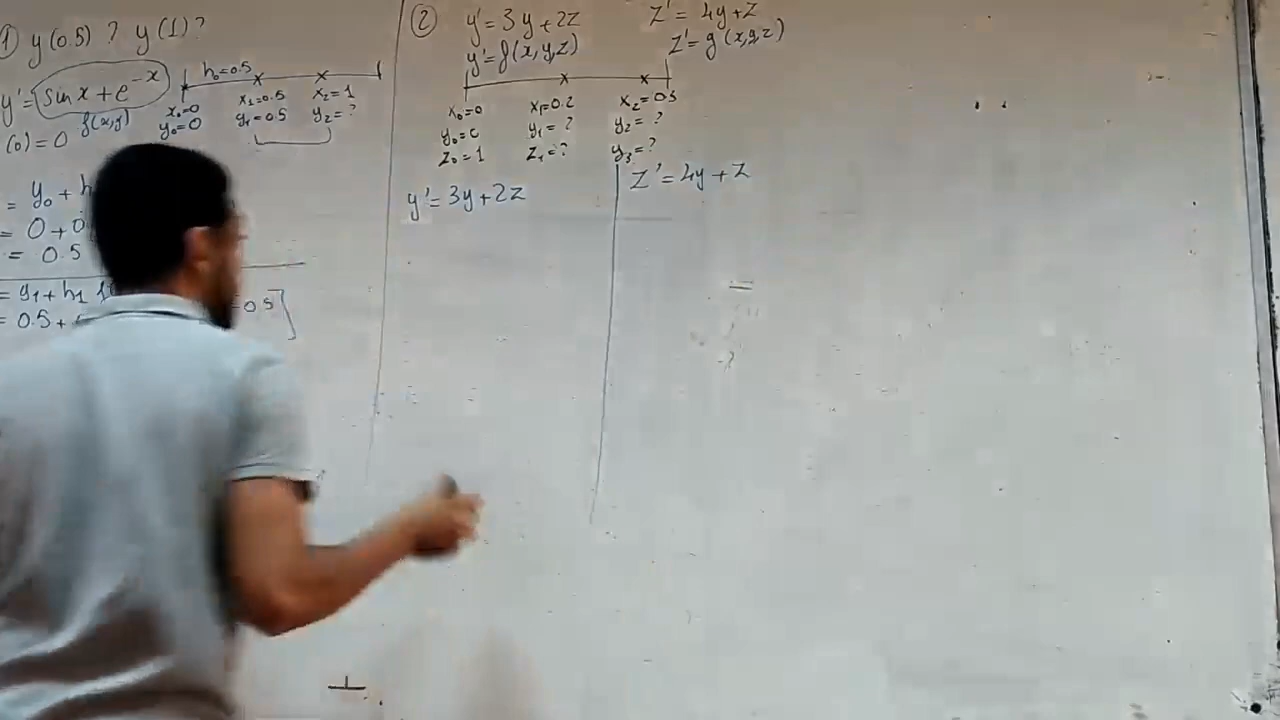 1) y(0.5) ? y(1)?
y' = sin x + e^-x
f(x,y)
(0) = 0
h₀=0.5
x₀=0 x₁=0.5 x₂=1
y₀=0 y₁=0.5 y₂=?
= y₀ + h
= 0 + 0
= 0.5
= y₁ + h₁
= 0.5 + 0.5]
② y' = 3y + 2z z' = 4y + z
y' = f(x,y,z) z' = g(x,y,z)
x₀=0 x₁=0.2 x₂=
y₀=0 y₁=? y₂=?
z₀=1 z₁=? y₃=?
y' = 3y + 2z z' = 4y + z